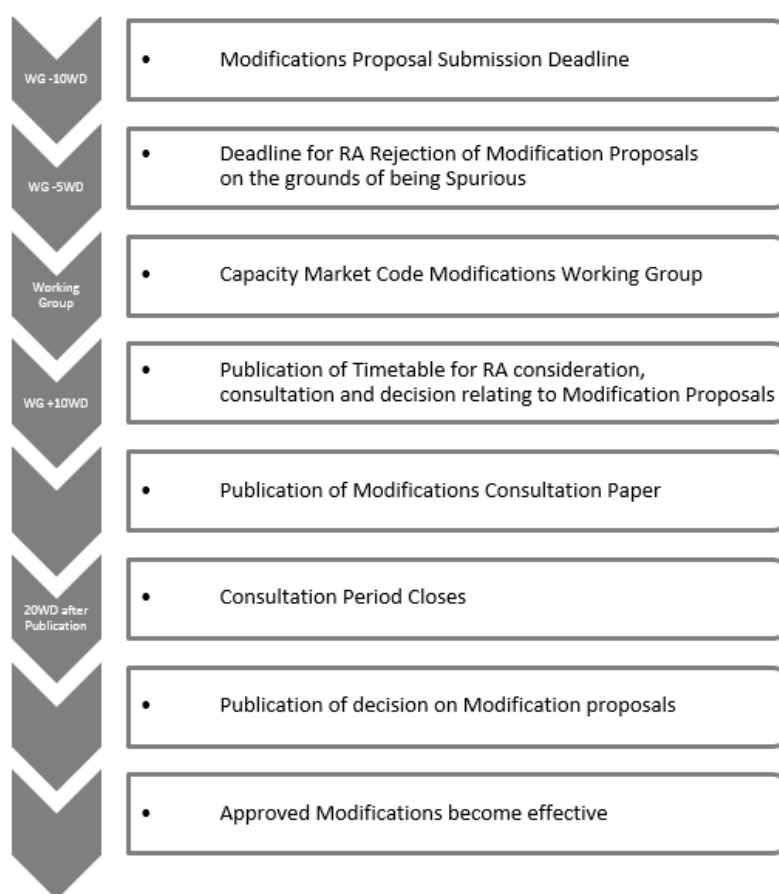 WG -10WD
• Modifications Proposal Submission Deadline
WG -5WD
• Deadline for RA Rejection of Modification Proposals
on the grounds of being Spurious
Working
Group
• Capacity Market Code Modifications Working Group
WG +10WD
• Publication of Timetable for RA consideration,
consultation and decision relating to Modification Proposals
• Publication of Modifications Consultation Paper
20WD after
Publication
• Consultation Period Closes
• Publication of decision on Modification proposals
• Approved Modifications become effective